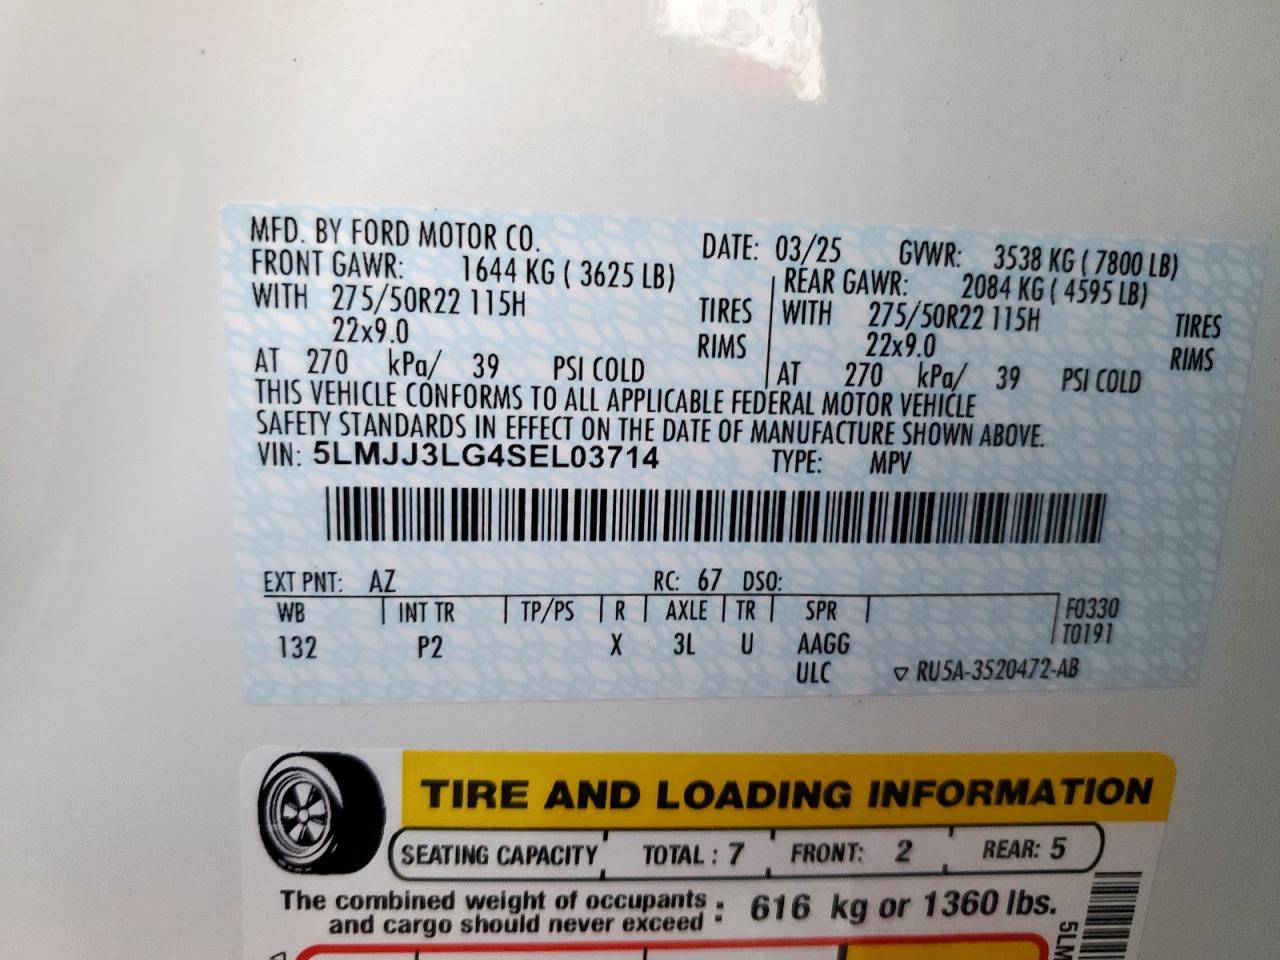 MFD. BY FORD MOTOR CO. DATE: 03/25 GVWR: 3538 KG ( 7800 LB)
FRONT GAWR: 1644 KG ( 3625 LB) REAR GAWR: 2084 KG ( 4595 LB)
WITH 275/50R22 115H TIRES WITH 275/50R22 115H TIRES
22x9.0 RIMS 22x9.0 RIMS
AT 270 kPa/ 39 PSI COLD AT 270 kPa/ 39 PSI COLD
THIS VEHICLE CONFORMS TO ALL APPLICABLE FEDERAL MOTOR VEHICLE
SAFETY STANDARDS IN EFFECT ON THE DATE OF MANUFACTURE SHOWN ABOVE.
VIN: 5LMJJ3LG4SEL03714 TYPE: MPV
EXT PNT: AZ RC: 67 DSO:
WB INT TR TP/PS R AXLE TR SPR F0330
132 P2 X 3L U AAGG T0191
ULC RU5A-3520472-AB
TIRE AND LOADING INFORMATION
SEATING CAPACITY TOTAL : 7 FRONT: 2 REAR: 5
The combined weight of occupants
and cargo should never exceed : 616 kg or 1360 lbs.
5LM